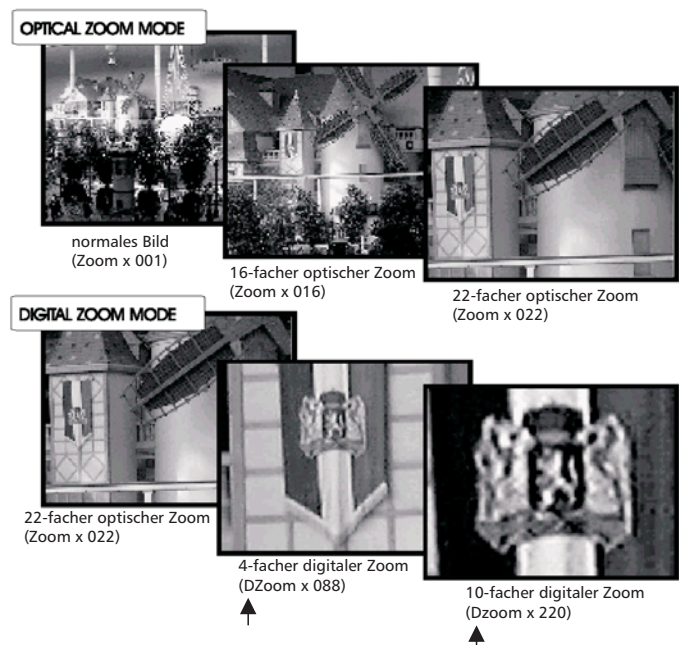 OPTICAL ZOOM MODE
normales Bild
(Zoom x 001)
16-facher optischer Zoom
(Zoom x 016)
22-facher optischer Zoom
(Zoom x 022)
DIGITAL ZOOM MODE
22-facher optischer Zoom
(Zoom x 022)
4-facher digitaler Zoom
(DZoom x 088)
10-facher digitaler Zoom
(Dzoom x 220)